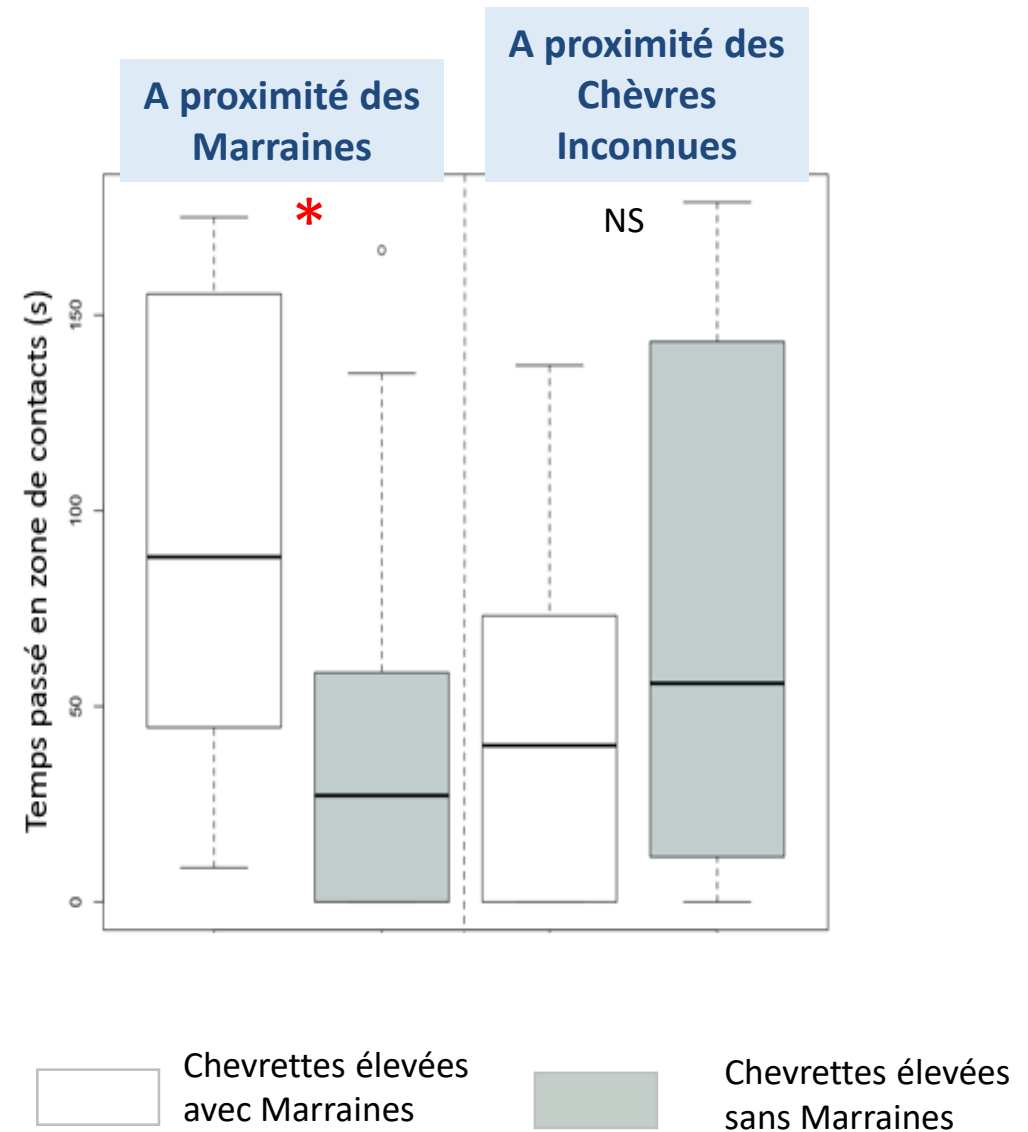 A proximité des
Marraines
A proximité des
Chèvres
Inconnues
*
NS
Temps passé en zone de contacts (s)
150
100
50
0
Chevrettes élevées
avec Marraines
Chevrettes élevées
sans Marraines